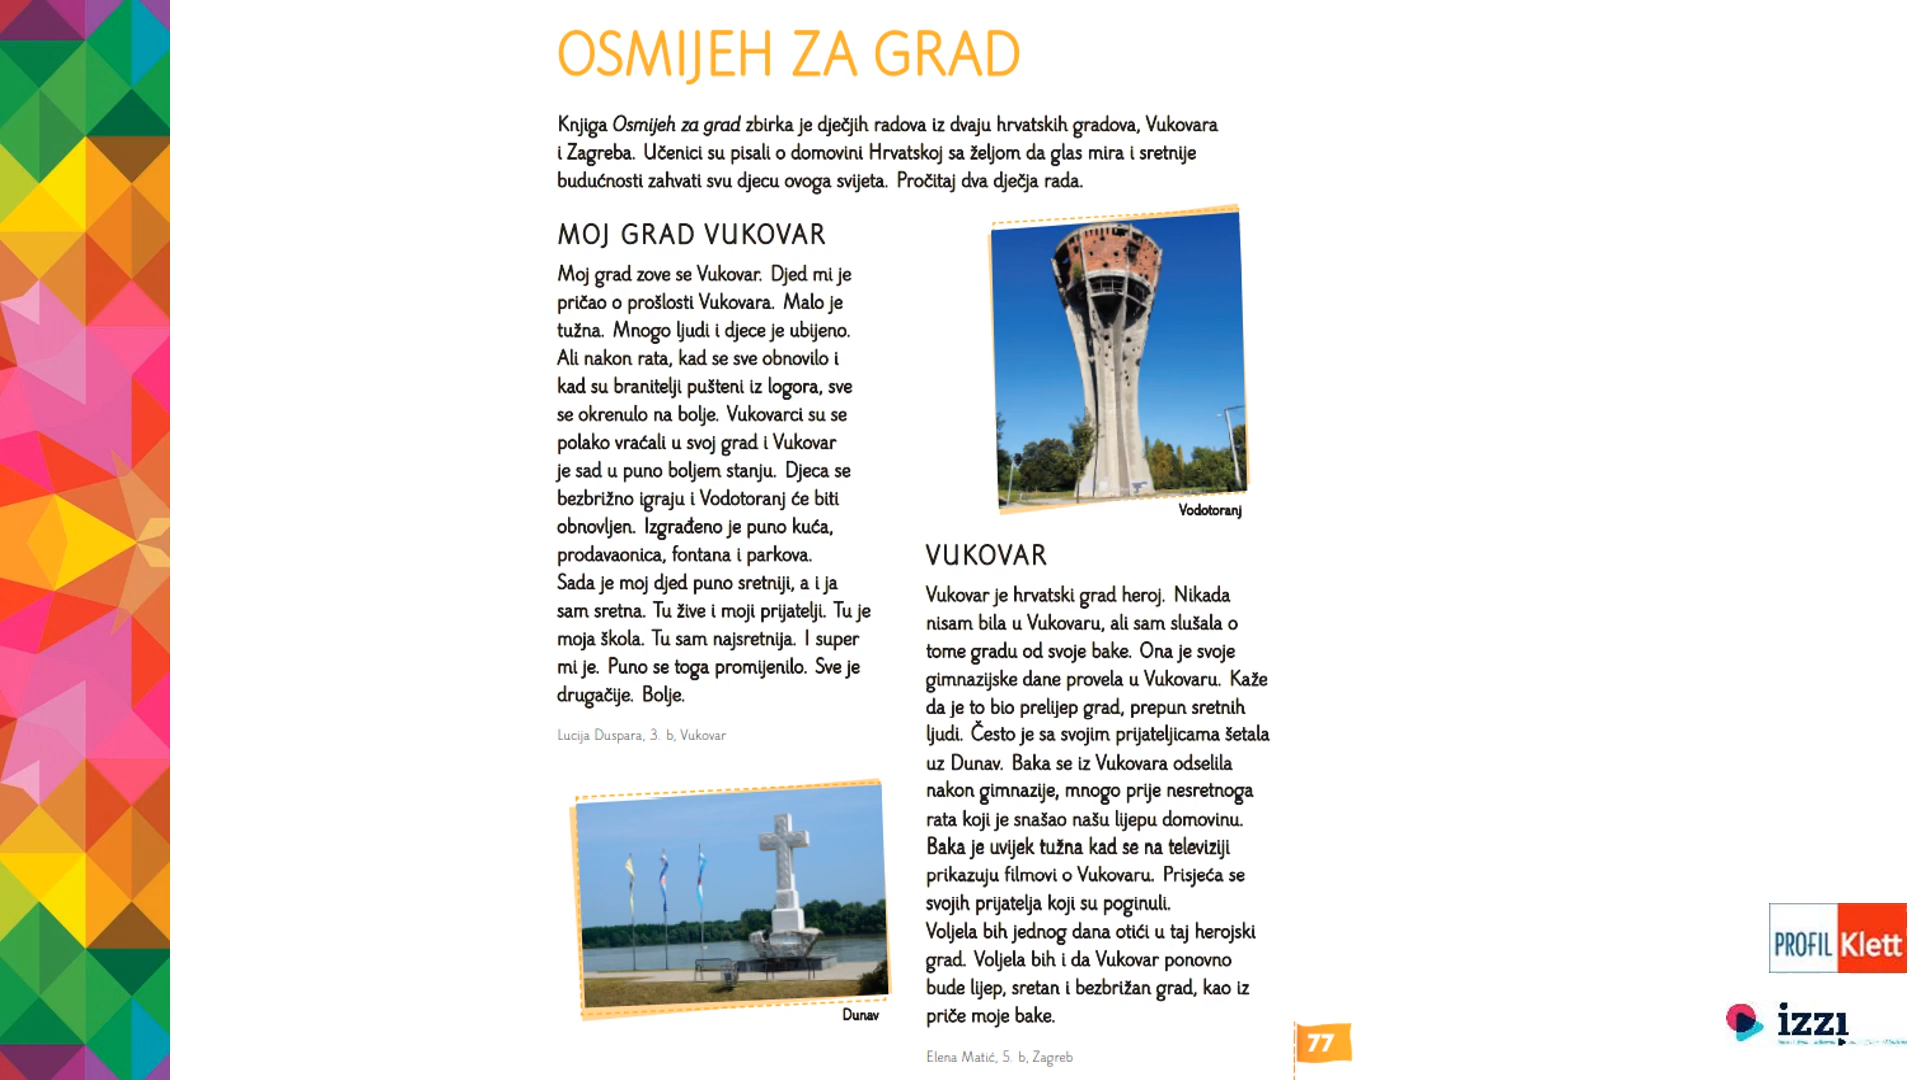 OSMIJEH ZA GRAD
Knjiga Osmijeh za grad zbirka je dječjih radova iz dvaju hrvatskih gradova, Vukovara
i Zagreba. Učenici su pisali o domovini Hrvatskoj sa željom da glas mira i sretnije
budućnosti zahvati svu djecu ovoga svijeta. Pročitaj dva dječja rada.
MOJ GRAD VUKOVAR
Moj grad zove se Vukovar. Djed mi je
pričao o prošlosti Vukovara. Malo je
tužna. Mnogo ljudi i djece je ubijeno.
Ali nakon rata, kad se sve obnovilo i
kad su branitelji pušteni iz logora, sve
se okrenulo na bolje. Vukovarci su se
polako vraćali u svoj grad i Vukovar
je sad u puno boljem stanju. Djeca se
bezbrižno igraju i Vodotoranj će biti
obnovljen. Izgrađeno je puno kuća,
prodavaonica, fontana i parkova.
Sada je moj djed puno sretniji, a i ja
sam sretna. Tu žive i moji prijatelji. Tu je
moja škola. Tu sam najsretnija. I super
mi je. Puno se toga promijenilo. Sve je
drugačije. Bolje.
Lucija Duspara, 3. b, Vukovar
Dunav
Vodotoranj
VUKOVAR
Vukovar je hrvatski grad heroj. Nikada
nisam bila u Vukovaru, ali sam slušala o
tome gradu od svoje bake. Ona je svoje
gimnazijske dane provela u Vukovaru. Kaže
da je to bio prelijep grad, prepun sretnih
ljudi. Često je sa svojim prijateljicama šetala
uz Dunav. Baka se iz Vukovara odselila
nakon gimnazije, mnogo prije nesretnoga
rata koji je snašao našu lijepu domovinu.
Baka je uvijek tužna kad se na televiziji
prikazuju filmovi o Vukovaru. Prisjeća se
svojih prijatelja koji su poginuli.
Voljela bih jednog dana otići u taj herojski
grad. Voljela bih i da Vukovar ponovno
bude lijep, sretan i bezbrižan grad, kao iz
priče moje bake.
Elena Matić, 5. b, Zagreb
77
PROFIL Klett
izzi